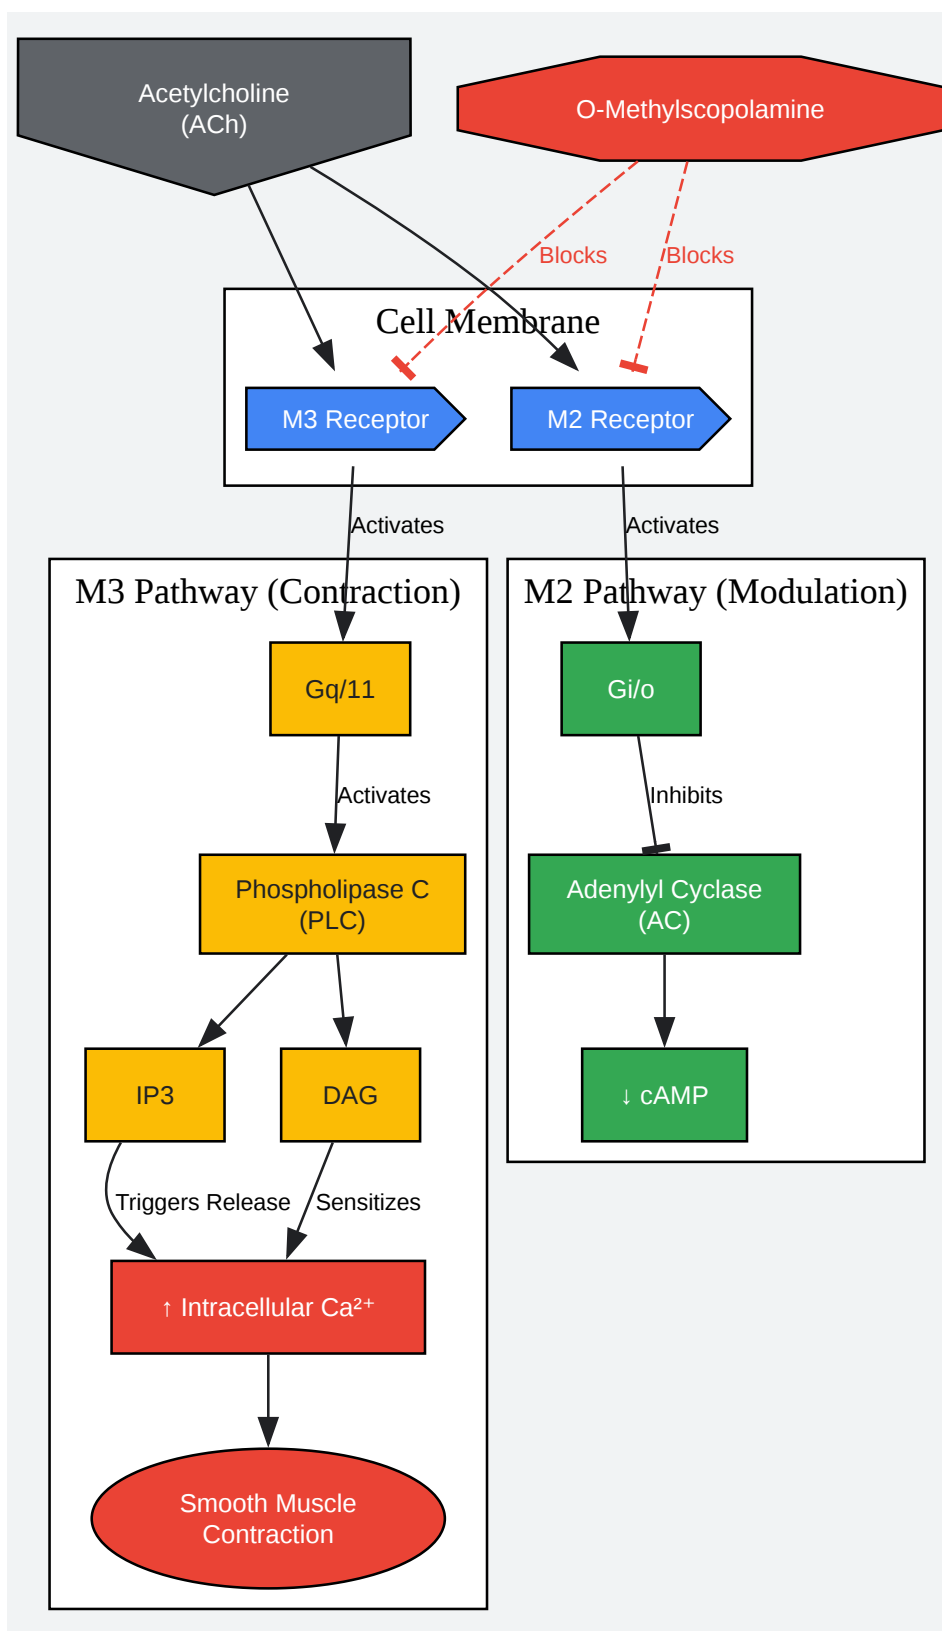 Acetylcholine
(ACh)
O-Methylscopolamine
Blocks
Blocks
Cell Membrane
M3 Receptor
M2 Receptor
Activates
Activates
M3 Pathway (Contraction)
M2 Pathway (Modulation)
Gq/11
Gi/o
Activates
Inhibits
Phospholipase C
(PLC)
Adenylyl Cyclase
(AC)
IP3
DAG
↓ cAMP
Triggers Release
Sensitizes
↑ Intracellular Ca²⁺
Smooth Muscle
Contraction